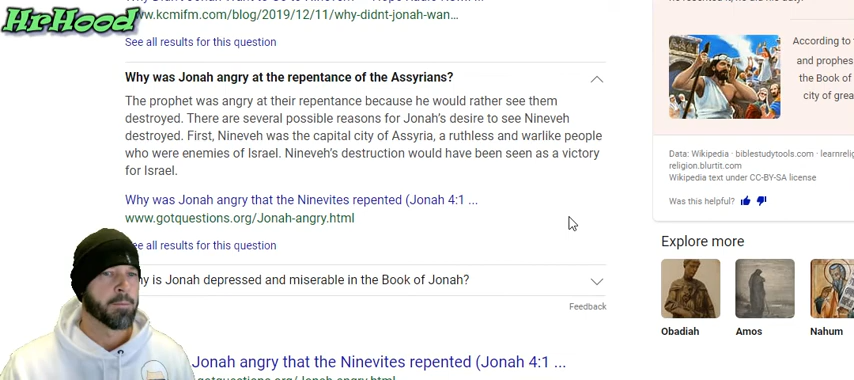 HrHood
www.kcmifm.com/blog/2019/12/11/why-didnt-jonah-wan...
See all results for this question
Why was Jonah angry at the repentance of the Assyrians?
The prophet was angry at their repentance because he would rather see them
destroyed. There are several possible reasons for Jonah's desire to see Nineveh
destroyed. First, Nineveh was the capital city of Assyria, a ruthless and warlike people
who were enemies of Israel. Nineveh's destruction would have been seen as a victory
for Israel.
Why was Jonah angry that the Ninevites repented (Jonah 4:1 ...
www.gotquestions.org/Jonah-angry.html
ee all results for this question
hy is Jonah depressed and miserable in the Book of Jonah?
Feedback
Jonah angry that the Ninevites repented (Jonah 4:1 ...
According to
and prophes
the Book of
city of grea
Data: Wikipedia · biblestudytools.com · learnreli
religion.blurtit.com
Wikipedia text under CC-BY-SA license
Was this helpful?
Explore more
Obadiah
Amos
Nahum